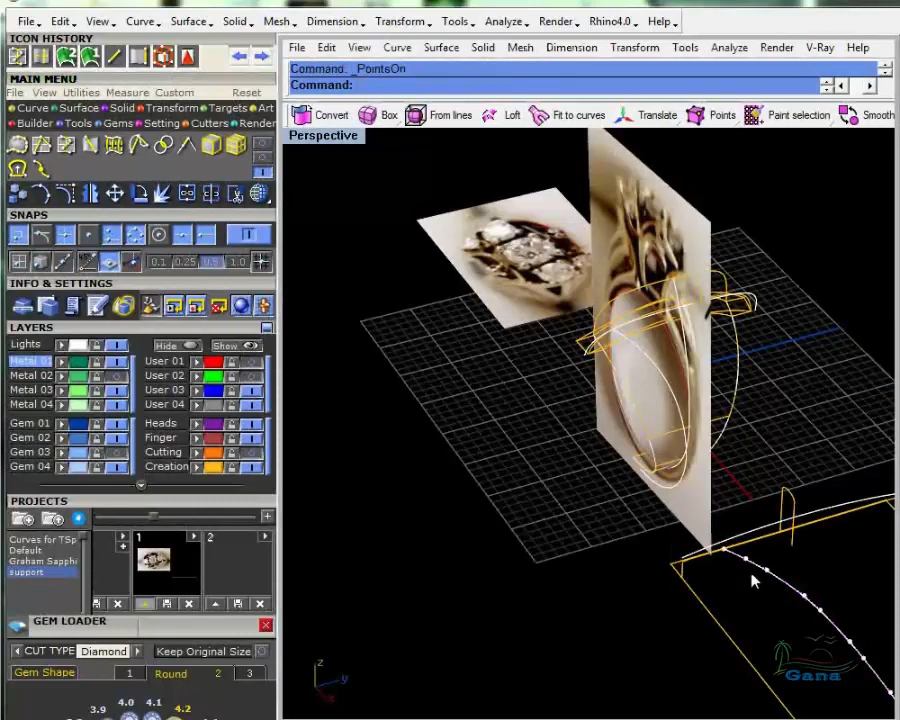 File Edit View Curve Surface Solid Mesh Dimension Transform Tools Analyze Render Rhino4.0 Help
ICON HISTORY
MAIN MENU
File View Utilities Measure Custom Reset
Curve Surface Solid Transform Targets Art
Builder Tools Gems Setting Cutters Render
SNAPS
0.1 0.25 0.5 1.0
INFO & SETTINGS
LAYERS
Lights Hide Show
Metal 01 User 01
Metal 02 User 02
Metal 03 User 03
Metal 04 User 04
Gem 01 Heads
Gem 02 Finger
Gem 03 Cutting
Gem 04 Creation
PROJECTS
Curves for TSp
Default
Graham Sapphi
support
1 2
GEM LOADER
CUT TYPE Diamond Keep Original Size
Gem Shape 1 Round 2 3
3.9 4.0 4.1 4.2
File Edit View Curve Surface Solid Mesh Dimension Transform Tools Analyze Render V-Ray Help
Command: _PointsOn
Command:
Convert Box From lines Loft Fit to curves Translate Points Paint selection Smooth
Perspective
z
y
x
Gana